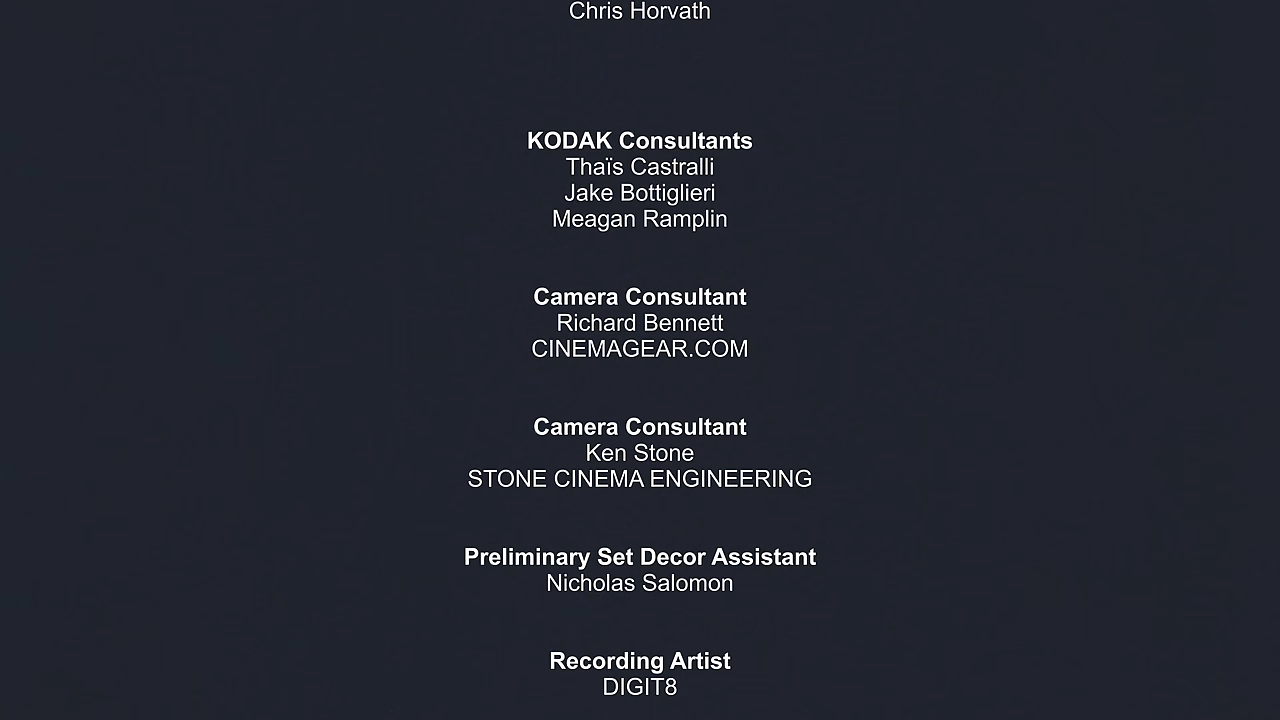 Chris Horvath
KODAK Consultants
Thaïs Castralli
Jake Bottiglieri
Meagan Ramplin
Camera Consultant
Richard Bennett
CINEMAGEAR.COM
Camera Consultant
Ken Stone
STONE CINEMA ENGINEERING
Preliminary Set Decor Assistant
Nicholas Salomon
Recording Artist
DIGIT8